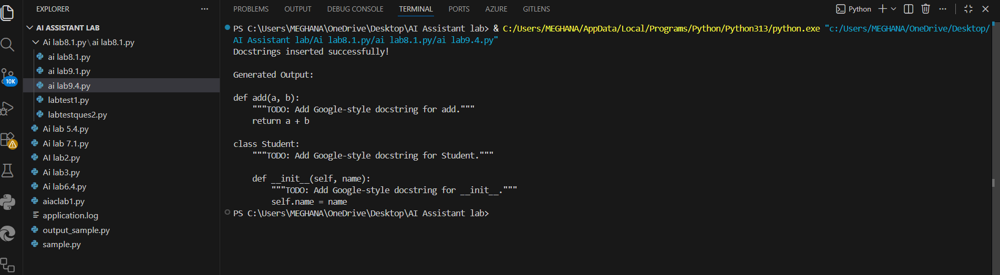 EXPLORER
AI ASSISTANT LAB
Ai lab8.1.py\ai lab8.1.py
ai lab8.1.py
ai lab9.1.py
ai lab9.4.py
labtest1.py
labtestques2.py
Ai lab 5.4.py
Ai lab 7.1.py
AI lab2.py
Ai lab3.py
Ai lab6.4.py
aiaclab1.py
application.log
output_sample.py
sample.py
10K
PROBLEMS OUTPUT DEBUG CONSOLE TERMINAL PORTS AZURE GITLENS
Python
PS C:\Users\MEGHANA\OneDrive\Desktop\AI Assistant lab> & C:/Users/MEGHANA/AppData/Local/Programs/Python/Python313/python.exe "c:/Users/MEGHANA/OneDrive/Desktop/
AI Assistant lab/Ai lab8.1.py/ai lab8.1.py/ai lab9.4.py"
Docstrings inserted successfully!
Generated Output:
def add(a, b):
    """TODO: Add Google-style docstring for add."""
    return a + b
class Student:
    """TODO: Add Google-style docstring for Student."""
    def __init__(self, name):
        """TODO: Add Google-style docstring for __init__."""
        self.name = name
PS C:\Users\MEGHANA\OneDrive\Desktop\AI Assistant lab>